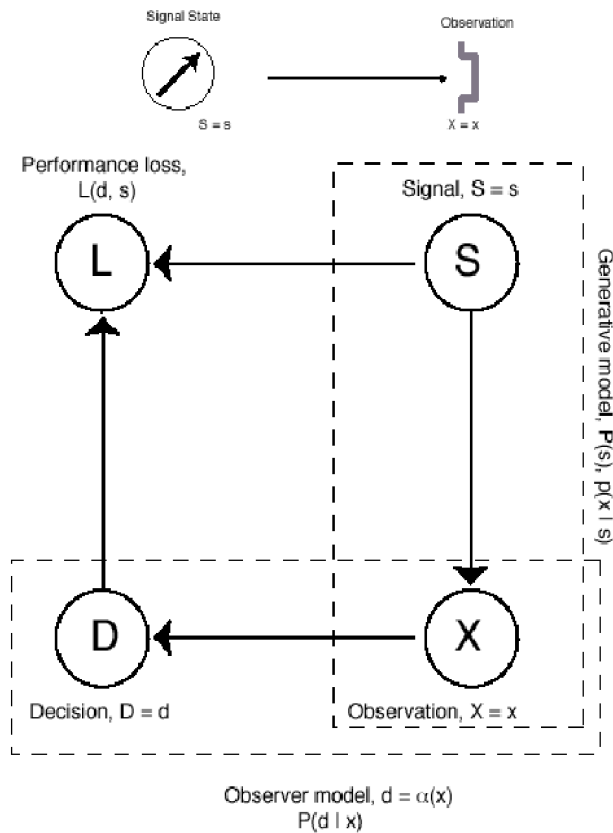 Signal State
Observation
S = s
X = x
Performance loss,
L(d, s)
Signal, S = s
L
S
Generative model, P(s), p(x | s)
D
X
Decision, D = d
Observation, X = x
Observer model, d = α(x)
P(d | x)